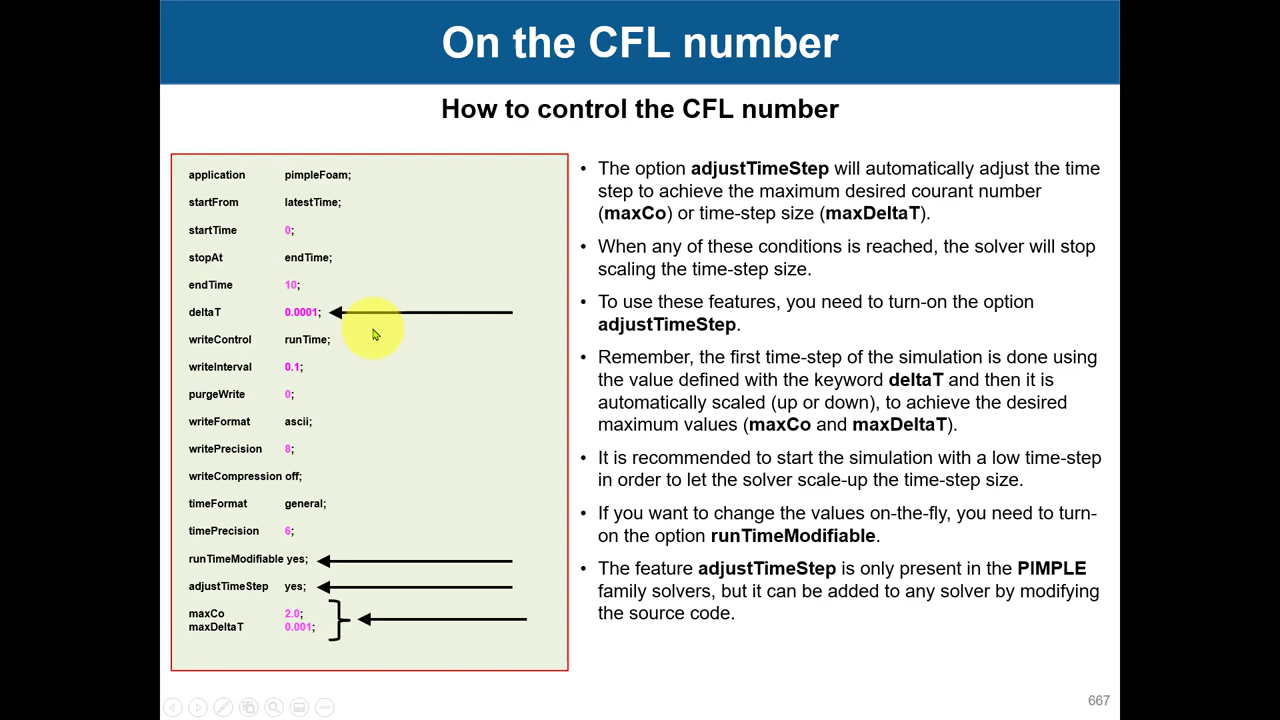 On the CFL number
How to control the CFL number
application pimpleFoam;
startFrom latestTime;
startTime 0;
stopAt endTime;
endTime 10;
deltaT 0.0001;
writeControl runTime;
writeInterval 0.1;
purgeWrite 0;
writeFormat ascii;
writePrecision 8;
writeCompression off;
timeFormat general;
timePrecision 6;
runTimeModifiable yes;
adjustTimeStep yes;
maxCo 2.0;
maxDeltaT 0.001;
• The option adjustTimeStep will automatically adjust the time
step to achieve the maximum desired courant number
(maxCo) or time-step size (maxDeltaT).
• When any of these conditions is reached, the solver will stop
scaling the time-step size.
• To use these features, you need to turn-on the option
adjustTimeStep.
• Remember, the first time-step of the simulation is done using
the value defined with the keyword deltaT and then it is
automatically scaled (up or down), to achieve the desired
maximum values (maxCo and maxDeltaT).
• It is recommended to start the simulation with a low time-step
in order to let the solver scale-up the time-step size.
• If you want to change the values on-the-fly, you need to turn-
on the option runTimeModifiable.
• The feature adjustTimeStep is only present in the PIMPLE
family solvers, but it can be added to any solver by modifying
the source code.
667